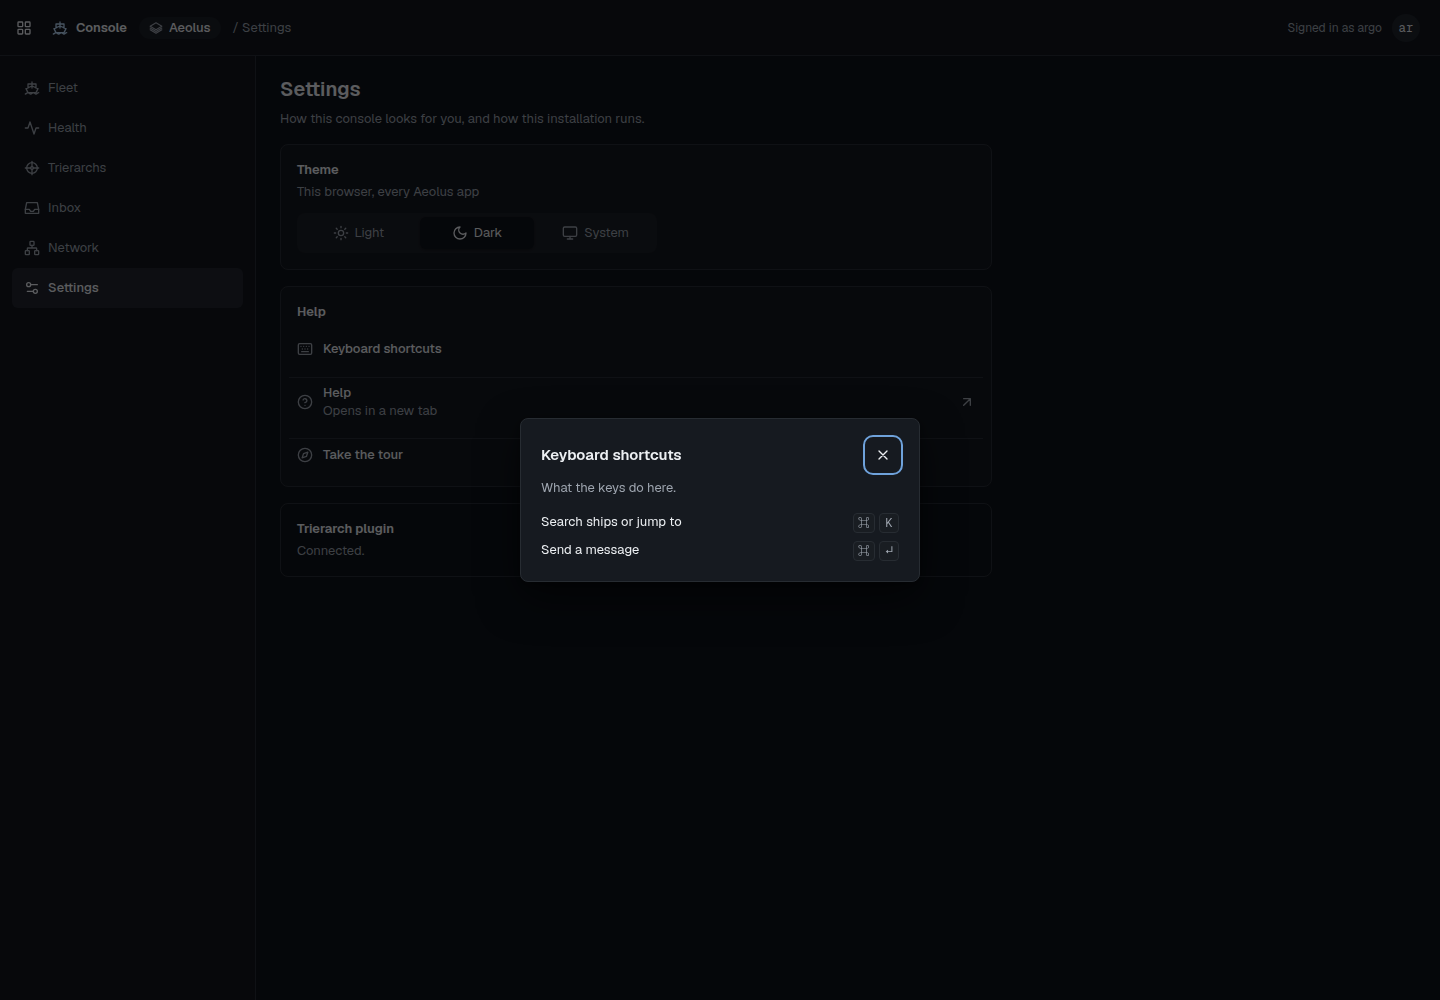 Console
Aeolus
/ Settings
Signed in as argo
ar
Fleet
Health
Trierarchs
Inbox
Network
Settings
Settings
How this console looks for you, and how this installation runs.
Theme
This browser, every Aeolus app
Light
Dark
System
Help
Keyboard shortcuts
Help
Opens in a new tab
Take the tour
Trierarch plugin
Connected.
Keyboard shortcuts
What the keys do here.
Search ships or jump to
⌘ K
Send a message
⌘ ↵